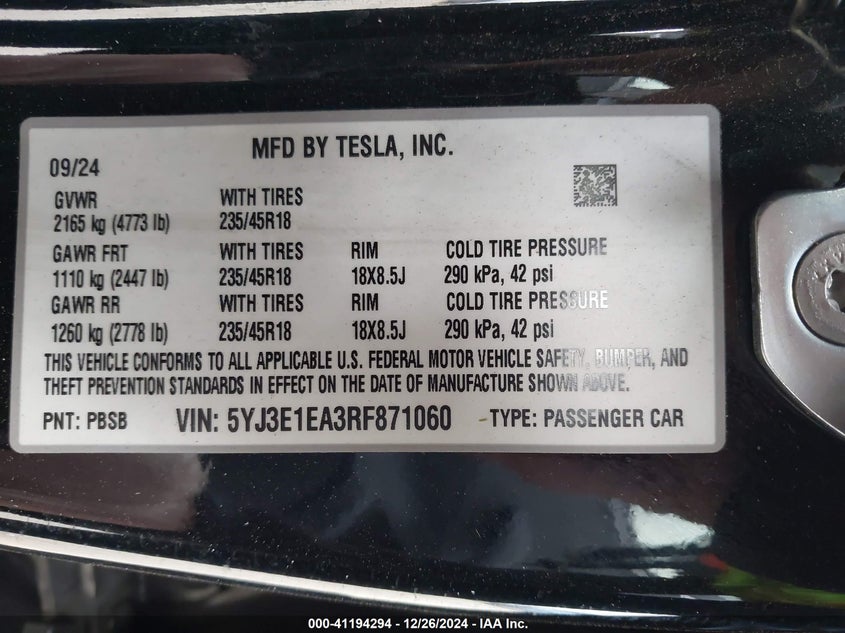 MFD BY TESLA, INC.
09/24
GVWR WITH TIRES
2165 kg (4773 lb) 235/45R18
GAWR FRT WITH TIRES RIM COLD TIRE PRESSURE
1110 kg (2447 lb) 235/45R18 18X8.5J 290 kPa, 42 psi
GAWR RR WITH TIRES RIM COLD TIRE PRESSURE
1260 kg (2778 lb) 235/45R18 18X8.5J 290 kPa, 42 psi
THIS VEHICLE CONFORMS TO ALL APPLICABLE U.S. FEDERAL MOTOR VEHICLE SAFETY, BUMPER, AND
THEFT PREVENTION STANDARDS IN EFFECT ON THE DATE OF MANUFACTURE SHOWN ABOVE.
PNT: PBSB VIN: 5YJ3E1EA3RF871060 TYPE: PASSENGER CAR
000-41194294 - 12/26/2024 - IAA Inc.